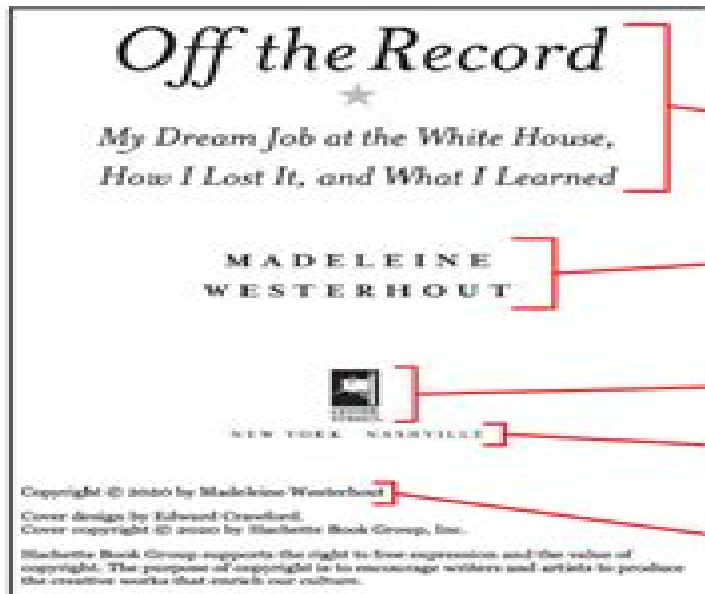 Off the Record
My Dream Job at the White House,
How I Lost It, and What I Learned
MADELEINE
WESTERHOUT
NEW YORK NASHVILLE
Copyright © 2020 by Madeleine Westerhout
Cover design by Edward Crawford.
Cover copyright © 2020 by Hachette Book Group, Inc.
Hachette Book Group supports the right to free expression and the value of
copyright. The purpose of copyright is to encourage writers and artists to produce
the creative works that enrich our culture.